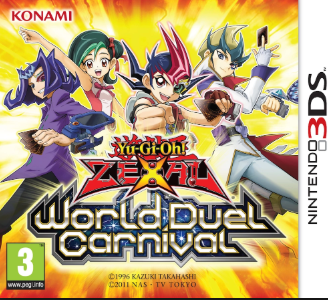 KONAMI
NINTENDO 3DS
Yu-Gi-Oh!
ZEXAL
World Duel
Carnival
3
www.pegi.info
©1996 KAZUKI TAKAHASHI
©2011 NAS • TV TOKYO